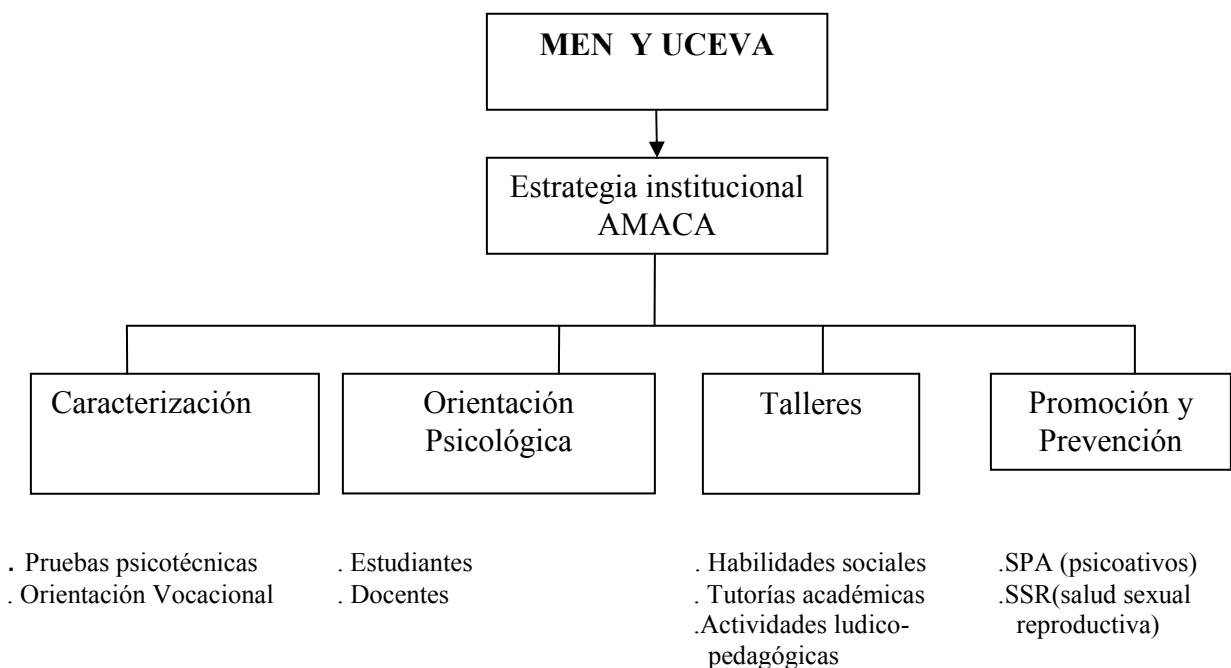 MEN Y UCEVA
Estrategia institucional
AMACA
Caracterización
Orientación
Psicológica
Talleres
Promoción y
Prevención
. Pruebas psicotécnicas
. Orientación Vocacional
. Estudiantes
. Docentes
. Habilidades sociales
. Tutorías académicas
.Actividades ludico-
pedagógicas
.SPA (psicoativos)
.SSR(salud sexual
reproductiva)